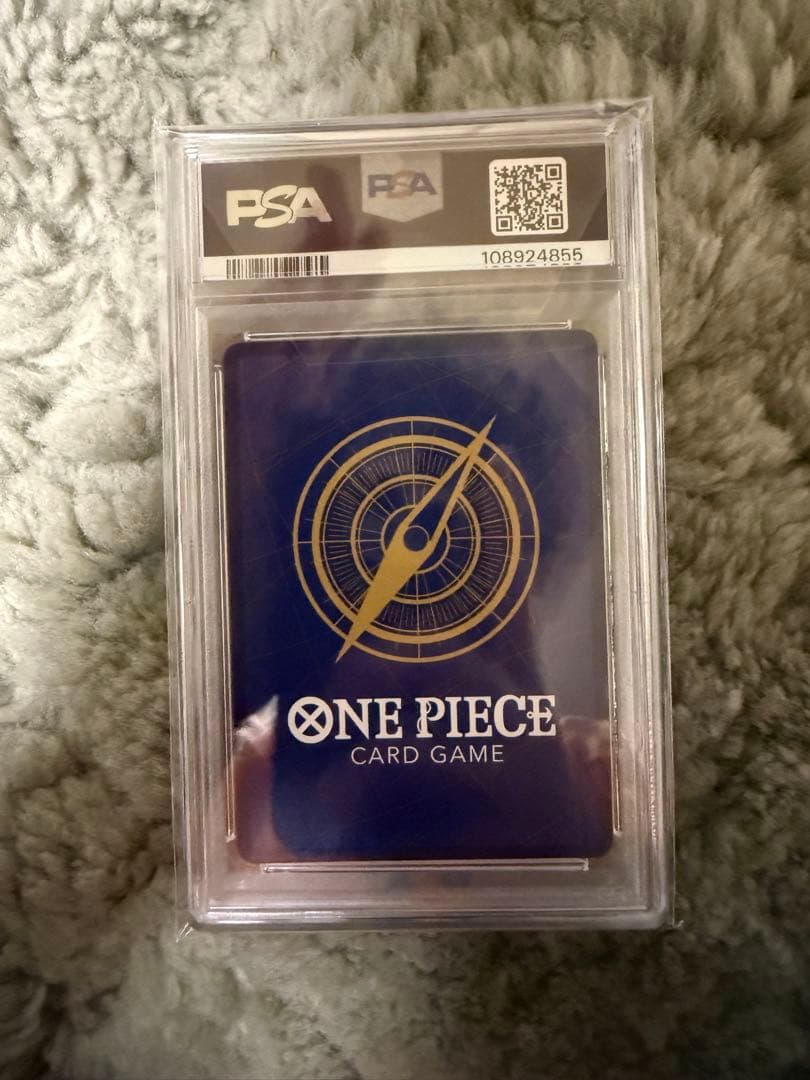 PSA
PSA
108924855
ONE PIECE
CARD GAME